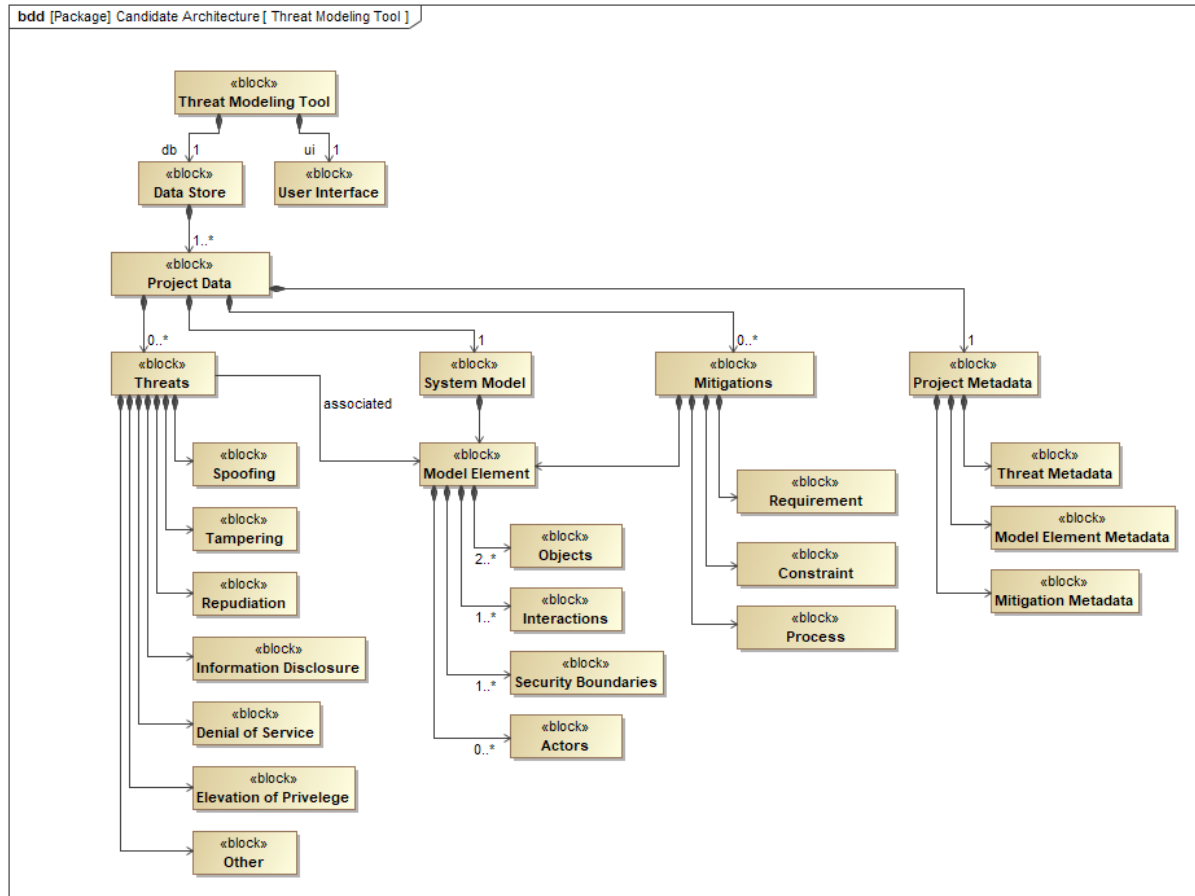 bdd [Package] Candidate Architecture [ Threat Modeling Tool ]
«block»
Threat Modeling Tool
db 1
ui 1
«block»
Data Store
«block»
User Interface
1..*
«block»
Project Data
0..*
1
0..*
1
«block»
Threats
«block»
System Model
«block»
Mitigations
«block»
Project Metadata
associated
«block»
Spoofing
«block»
Tampering
«block»
Repudiation
«block»
Information Disclosure
«block»
Denial of Service
«block»
Elevation of Privelege
«block»
Other
«block»
Model Element
«block»
Objects
2..*
«block»
Interactions
1..*
«block»
Security Boundaries
1..*
«block»
Actors
0..*
«block»
Requirement
«block»
Constraint
«block»
Process
«block»
Threat Metadata
«block»
Model Element Metadata
«block»
Mitigation Metadata